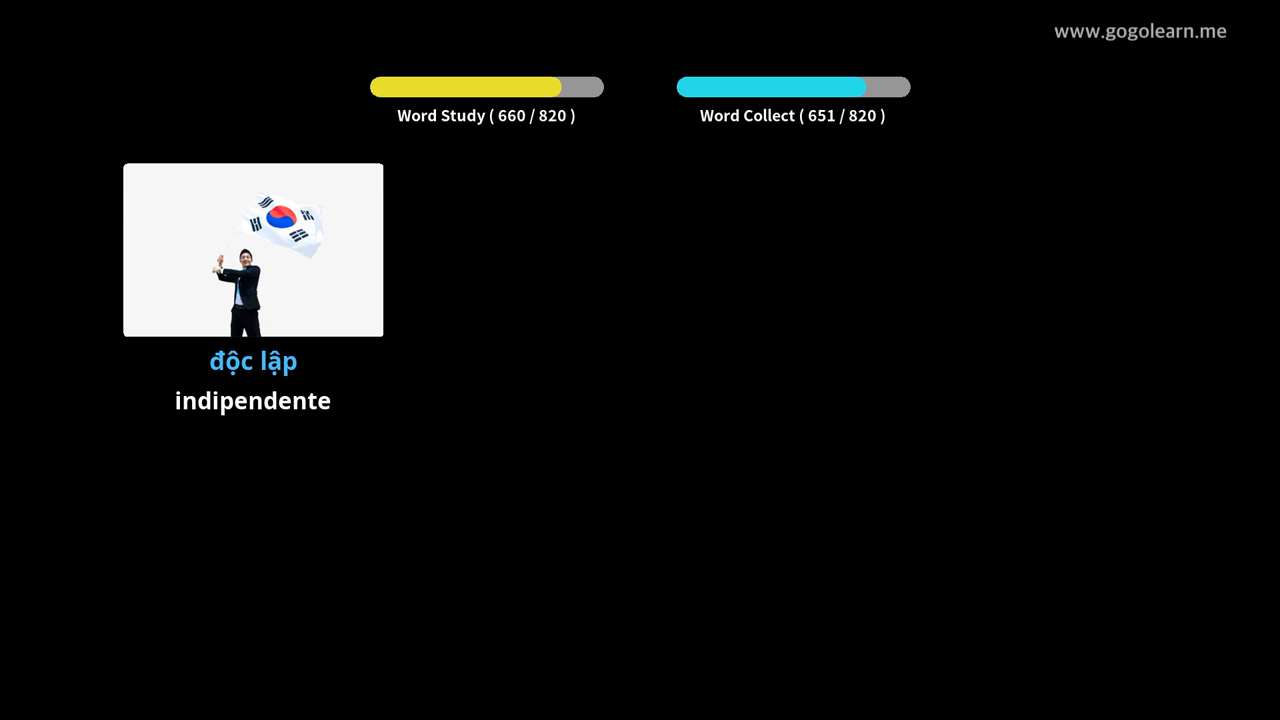 www.gogolearn.me
Word Study ( 660 / 820 )
Word Collect ( 651 / 820 )
độc lập
indipendente